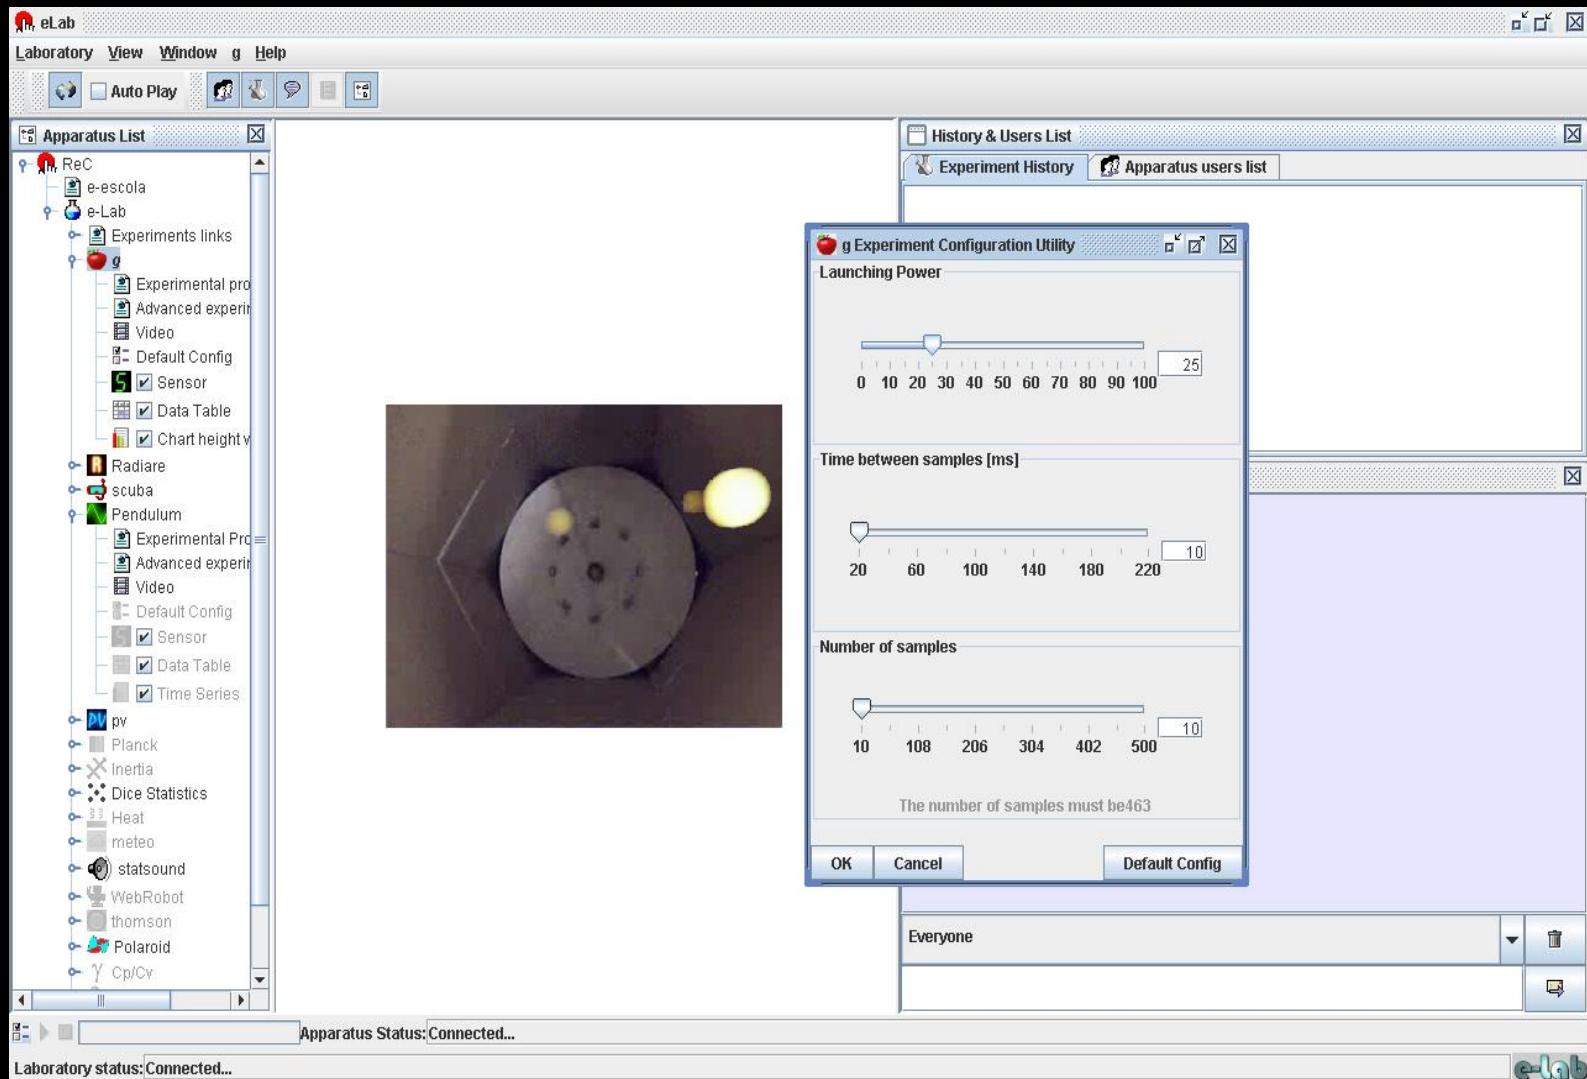 eLab
Laboratory View Window g Help
Auto Play
Apparatus List
ReC
e-escola
e-Lab
Experiments links
g
Experimental pro
Advanced experir
Video
Default Config
Sensor
Data Table
Chart height v
Radiare
scuba
Pendulum
Experimental Pro
Advanced experir
Video
Default Config
Sensor
Data Table
Time Series
pv
Planck
Inertia
Dice Statistics
Heat
meteo
statsound
WebRobot
thomson
Polaroid
Cp/Cv
History & Users List
Experiment History Apparatus users list
g Experiment Configuration Utility
Launching Power
25
0 10 20 30 40 50 60 70 80 90 100
Time between samples [ms]
10
20 60 100 140 180 220
Number of samples
10
10 108 206 304 402 500
The number of samples must be463
OK Cancel Default Config
Everyone
Apparatus Status: Connected...
Laboratory status: Connected...
e-lab